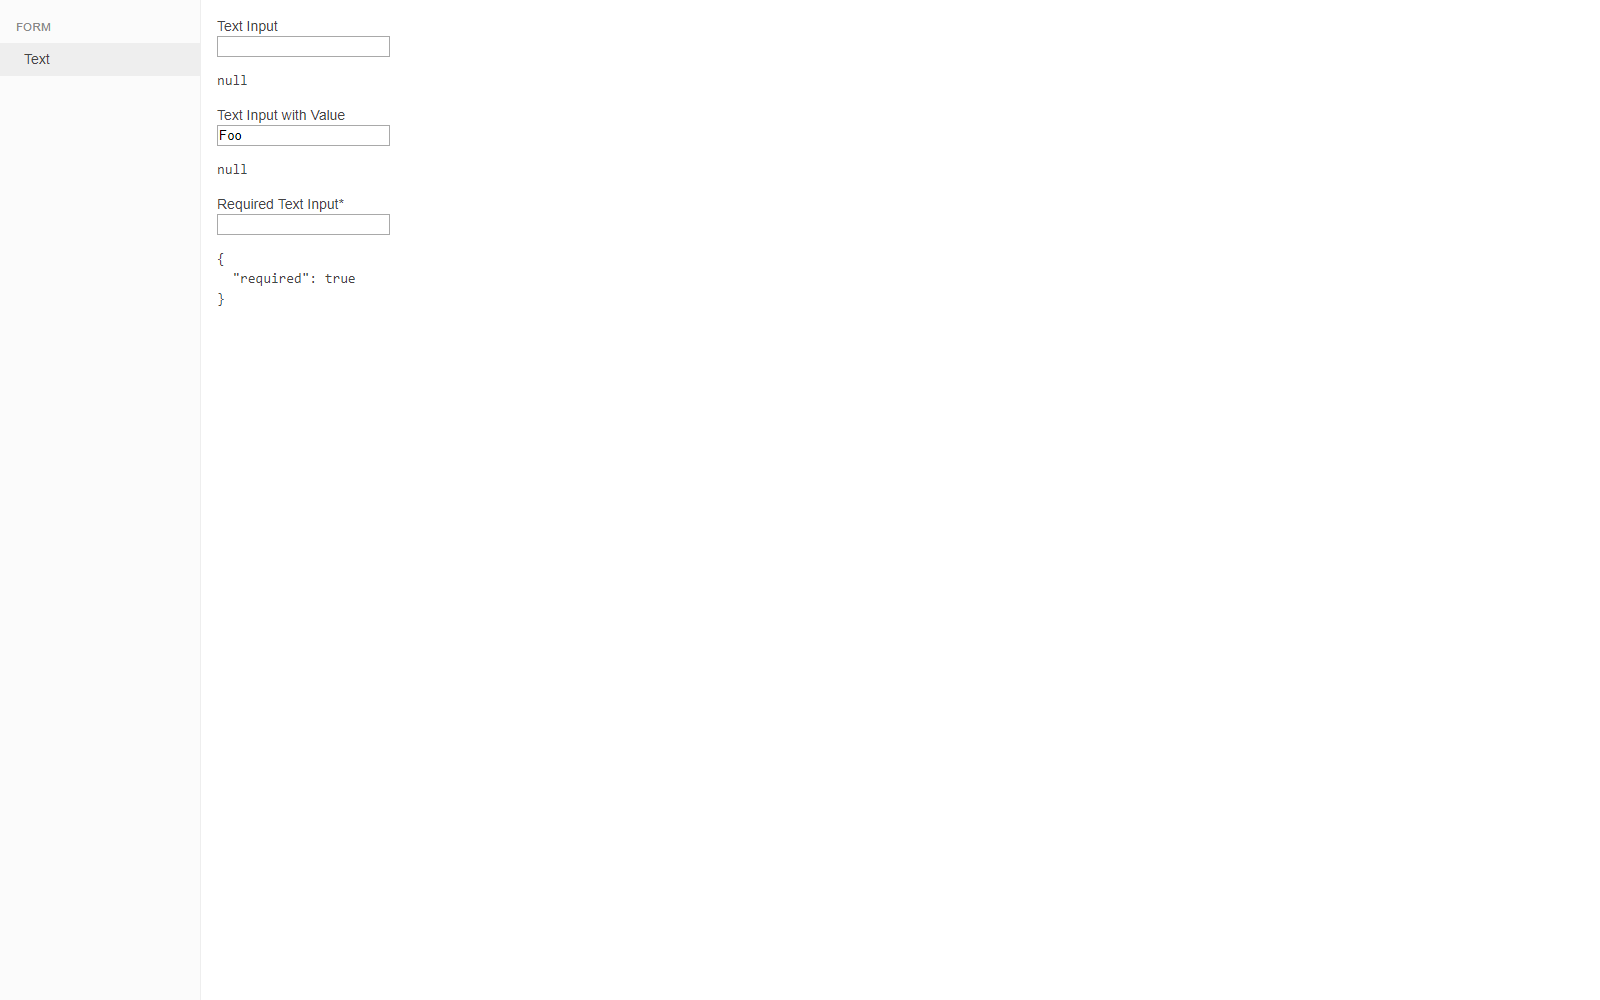 FORM
Text
Text Input
null
Text Input with Value
Foo
null
Required Text Input*
{
  "required": true
}